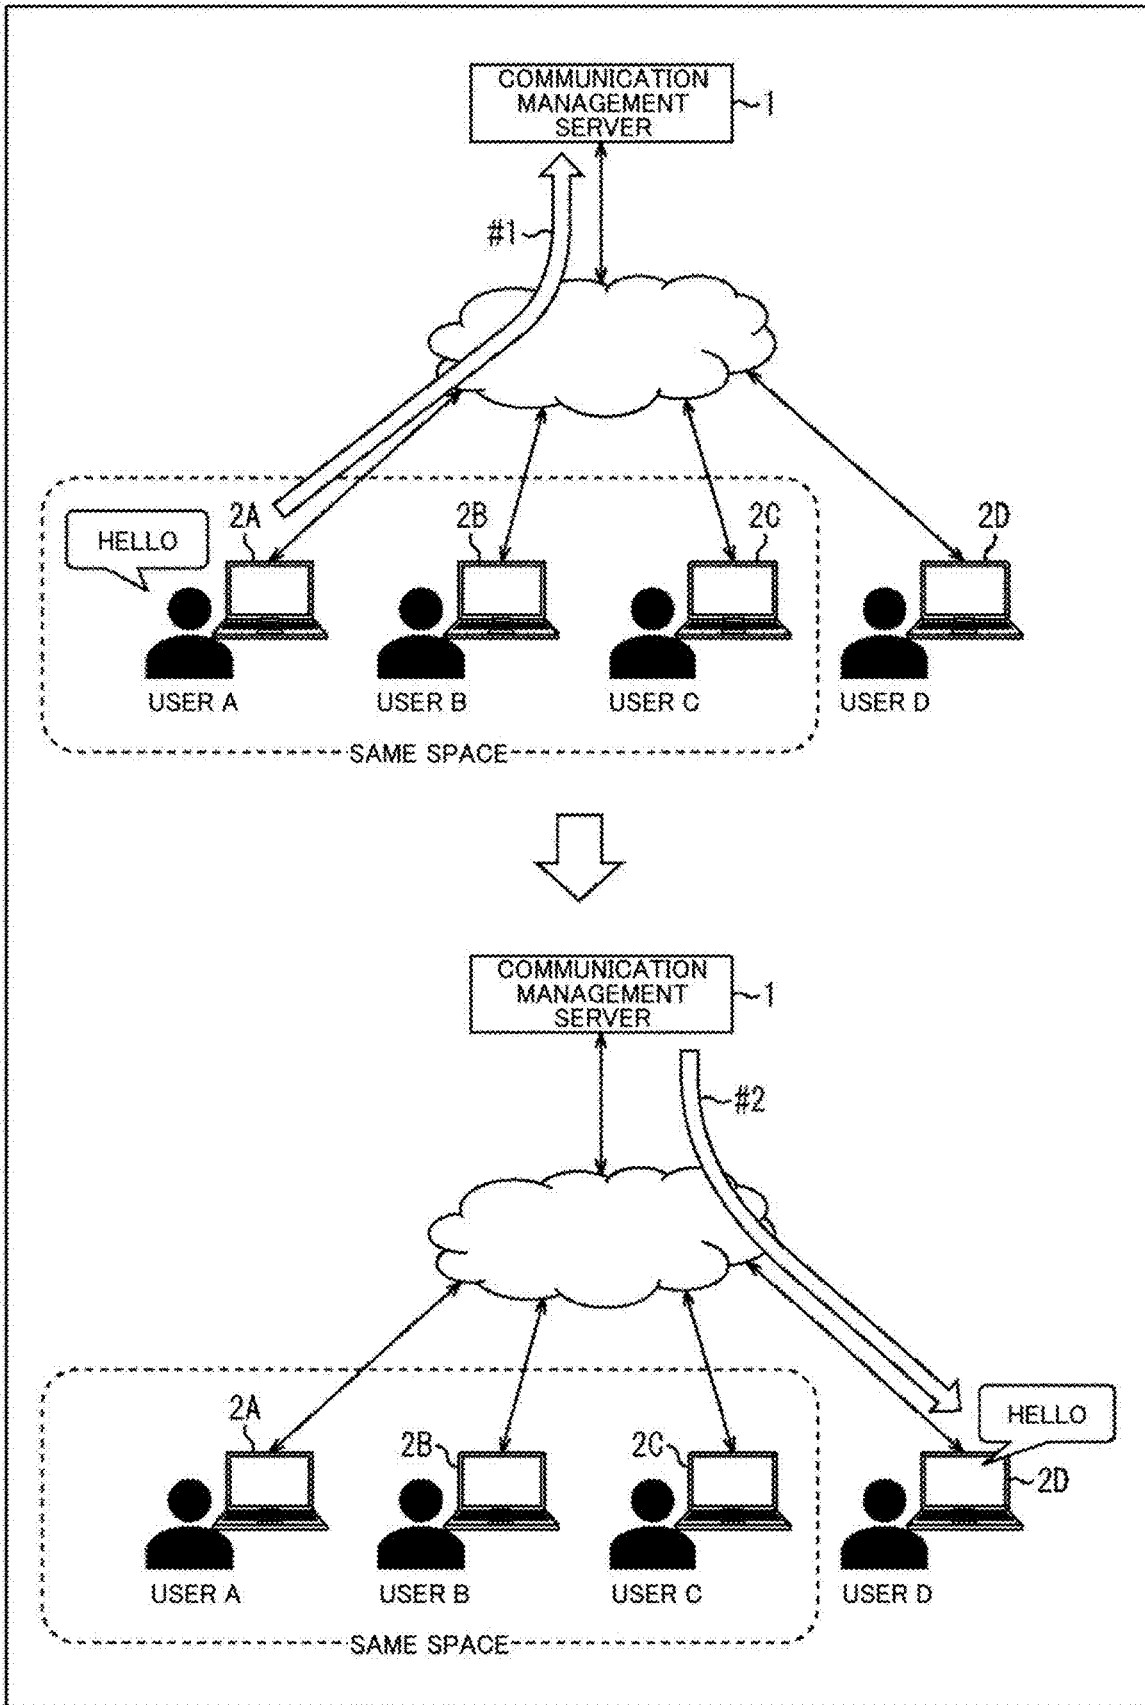 COMMUNICATION
MANAGEMENT
SERVER
1
#1
HELLO
2A
2B
2C
2D
USER A
USER B
USER C
USER D
SAME SPACE
COMMUNICATION
MANAGEMENT
SERVER
1
#2
2A
2B
2C
HELLO
2D
USER A
USER B
USER C
USER D
SAME SPACE